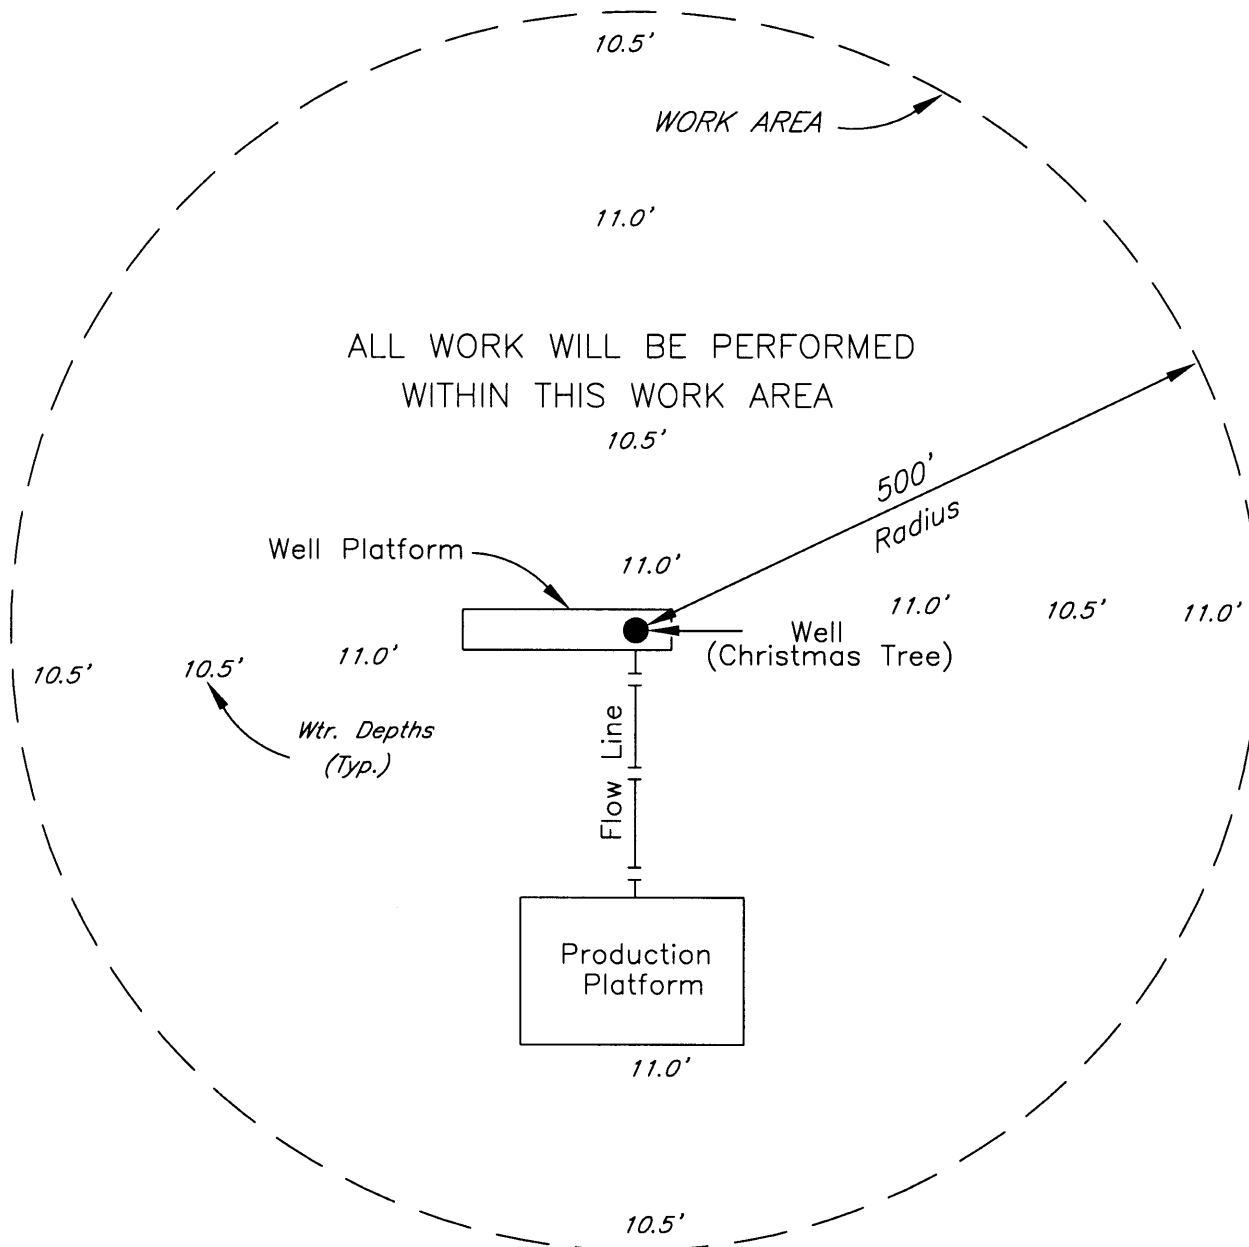 10.5'
WORK AREA
11.0'
ALL WORK WILL BE PERFORMED
WITHIN THIS WORK AREA
10.5'
500'
Radius
Well Platform
11.0'
11.0'
10.5'
11.0'
Well
(Christmas Tree)
10.5'
10.5'
11.0'
Wtr. Depths
(Typ.)
Flow Line
Production
Platform
11.0'
10.5'